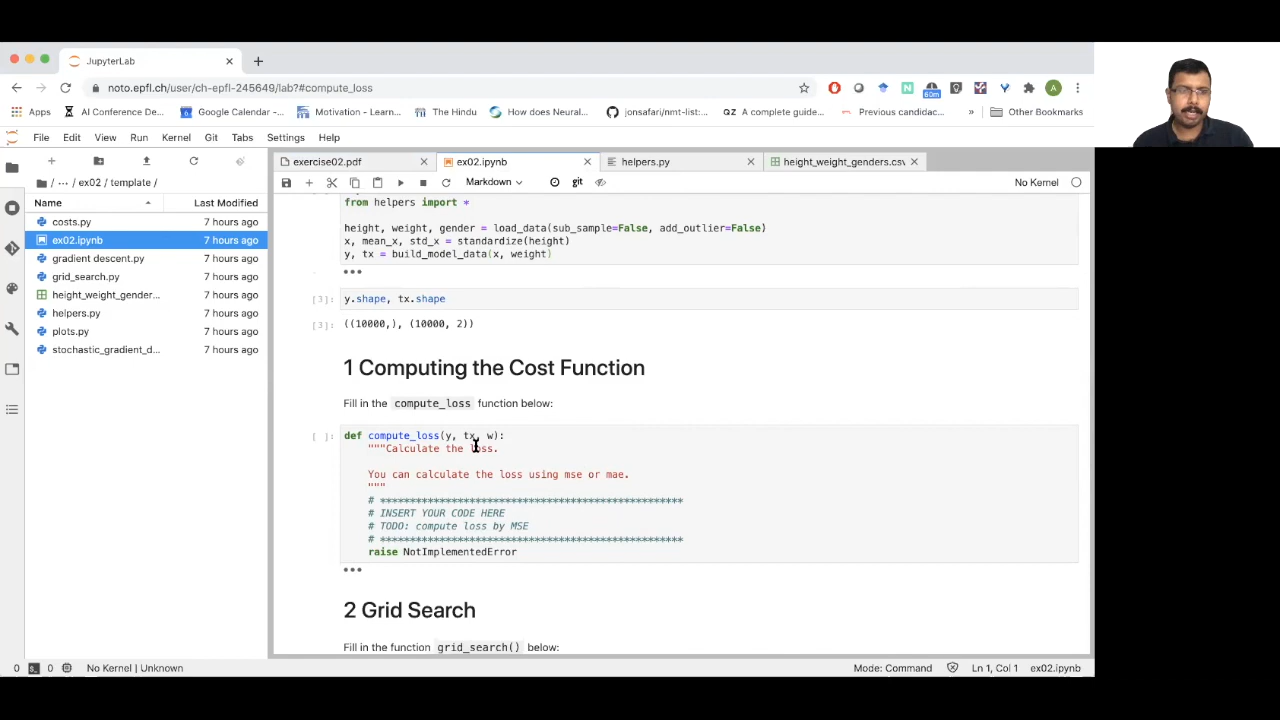 JupyterLab
noto.epfl.ch/user/ch-epfl-245649/lab?#compute_loss
60m
A
Apps
AI Conference De...
Google Calendar -...
Motivation - Learn...
The Hindu
How does Neural...
jonsafari/nmt-list:...
QZ A complete guide...
Previous candidac...
»
Other Bookmarks
File Edit View Run Kernel Git Tabs Settings Help
exercise02.pdf
ex02.ipynb
helpers.py
height_weight_genders.csv
/ ... / ex02 / template /
Markdown
git
No Kernel
Name
Last Modified
costs.py 7 hours ago
ex02.ipynb 7 hours ago
gradient descent.py 7 hours ago
grid_search.py 7 hours ago
height_weight_gender... 7 hours ago
helpers.py 7 hours ago
plots.py 7 hours ago
stochastic_gradient_d... 7 hours ago
from helpers import *
height, weight, gender = load_data(sub_sample=False, add_outlier=False)
x, mean_x, std_x = standardize(height)
y, tx = build_model_data(x, weight)
[3]: y.shape, tx.shape
[3]: ((10000,), (10000, 2))
1 Computing the Cost Function
Fill in the compute_loss function below:
[ ]: def compute_loss(y, tx, w):
"""Calculate the loss.
You can calculate the loss using mse or mae.
"""
# ***************************************************
# INSERT YOUR CODE HERE
# TODO: compute loss by MSE
# ***************************************************
raise NotImplementedError
2 Grid Search
Fill in the function grid_search() below:
0
0
No Kernel | Unknown
Mode: Command
Ln 1, Col 1
ex02.ipynb